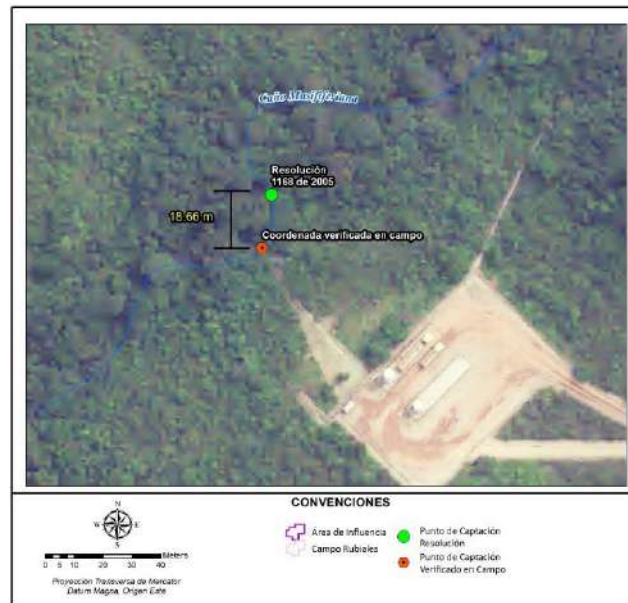 Caño Masififeriana
Resolución
1168 de 2005
18.66 m
Coordenada verificada en campo
CONVENCIONES
N
W
E
S
Meters
0 5 10 20 30 40
Proyección Transversa de Mercator
Datum Magna, Origen Este
Área de Influencia
Campo Rubiales
Punto de Captación
Resolución
Punto de Captación
Verificado en Campo